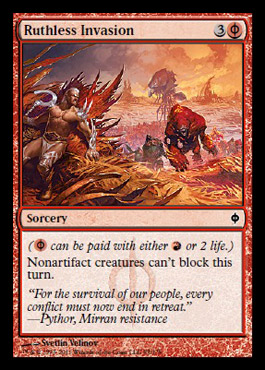 Ruthless Invasion 3
Sorcery
( can be paid with either or 2 life.)
Nonartifact creatures can't block this
turn.
"For the survival of our people, every
conflict must now end in retreat."
—Pythor, Mirran resistance
Svetlin Velinov